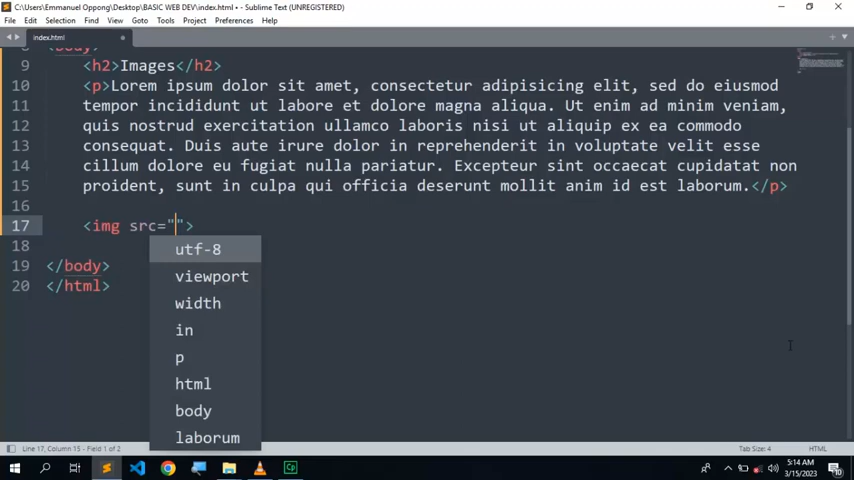 C:\Users\Emmanuel Oppong\Desktop\BASIC WEB DEV\index.html • - Sublime Text (UNREGISTERED)
File Edit Selection Find View Goto Tools Project Preferences Help
index.html
8 <body>
9 <h2>Images</h2>
10 <p>Lorem ipsum dolor sit amet, consectetur adipisicing elit, sed do eiusmod
11 tempor incididunt ut labore et dolore magna aliqua. Ut enim ad minim veniam,
12 quis nostrud exercitation ullamco laboris nisi ut aliquip ex ea commodo
13 consequat. Duis aute irure dolor in reprehenderit in voluptate velit esse
14 cillum dolore eu fugiat nulla pariatur. Excepteur sint occaecat cupidatat non
15 proident, sunt in culpa qui officia deserunt mollit anim id est laborum.</p>
16
17 <img src="">
18
utf-8
19 </body>
viewport
20 </html>
width
in
p
html
body
laborum
Line 17, Column 15 - Field 1 of 2 Tab Size: 4 HTML
Cp
5:14 AM
3/15/2023
10